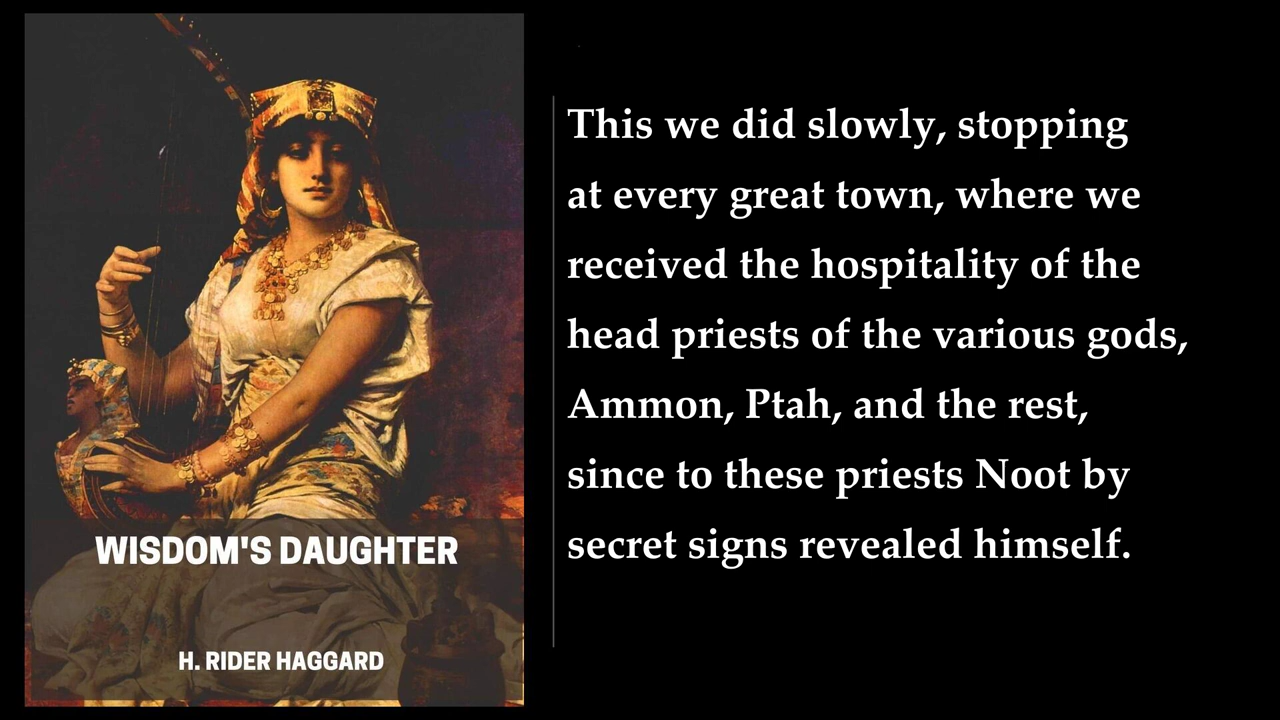 WISDOM'S DAUGHTER
H. RIDER HAGGARD
This we did slowly, stopping
at every great town, where we
received the hospitality of the
head priests of the various gods,
Ammon, Ptah, and the rest,
since to these priests Noot by
secret signs revealed himself.